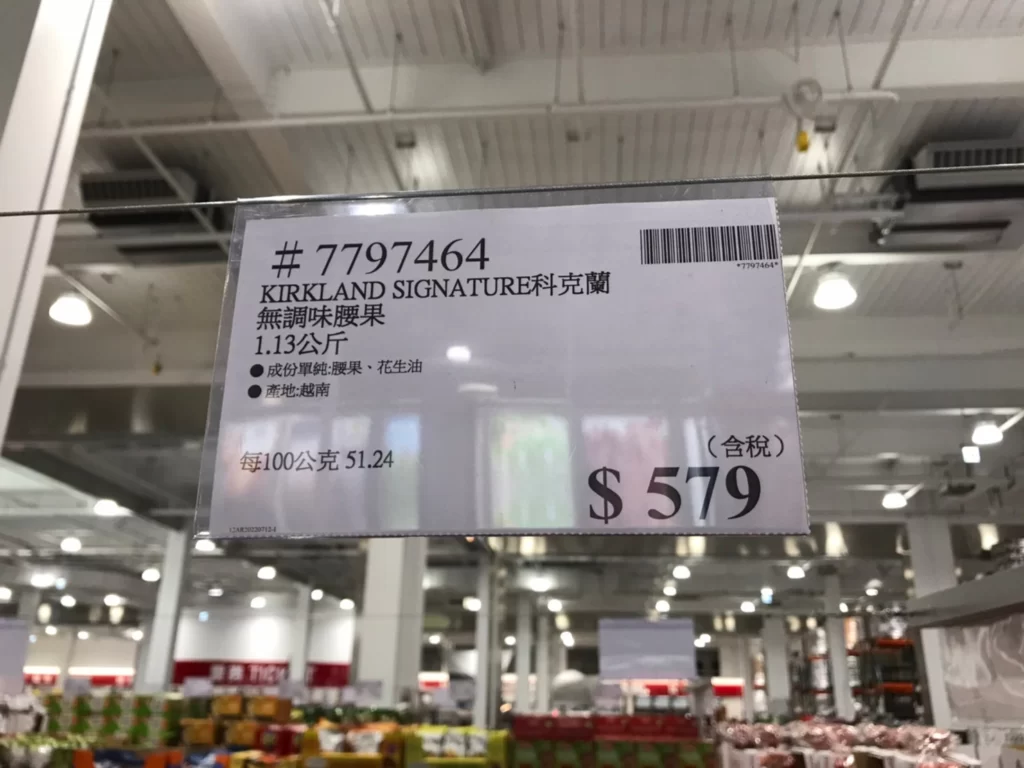 # 7797464
*7797464*
KIRKLAND SIGNATURE科克蘭
無調味腰果
1.13公斤
●成份單純:腰果、花生油
●產地:越南
每100公克 51.24
（含稅）
$ 579